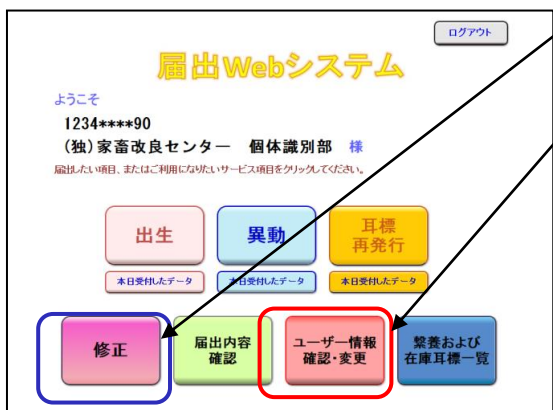 ログアウト
届出Webシステム
ようこそ
1234****90
(独)家畜改良センター 個体識別部 様
届出したい項目、またはご利用になりたいサービス項目をクリックしてください。
出生
異動
耳標
再発行
本日受付したデータ
本日受付したデータ
本日受付したデータ
修正
届出内容
確認
ユーザー情報
確認・変更
繋養および
在庫耳標一覧